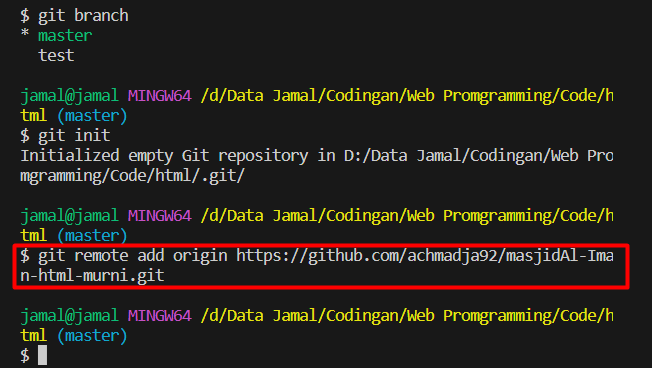 $ git branch
* master
  test
jamal@jamal MINGW64 /d/Data Jamal/Codingan/Web Promgramming/Code/h
tml (master)
$ git init
Initialized empty Git repository in D:/Data Jamal/Codingan/Web Pro
mgramming/Code/html/.git/
jamal@jamal MINGW64 /d/Data Jamal/Codingan/Web Promgramming/Code/h
tml (master)
$ git remote add origin https://github.com/achmadja92/masjidAl-Ima
n-html-murni.git
jamal@jamal MINGW64 /d/Data Jamal/Codingan/Web Promgramming/Code/h
tml (master)
$